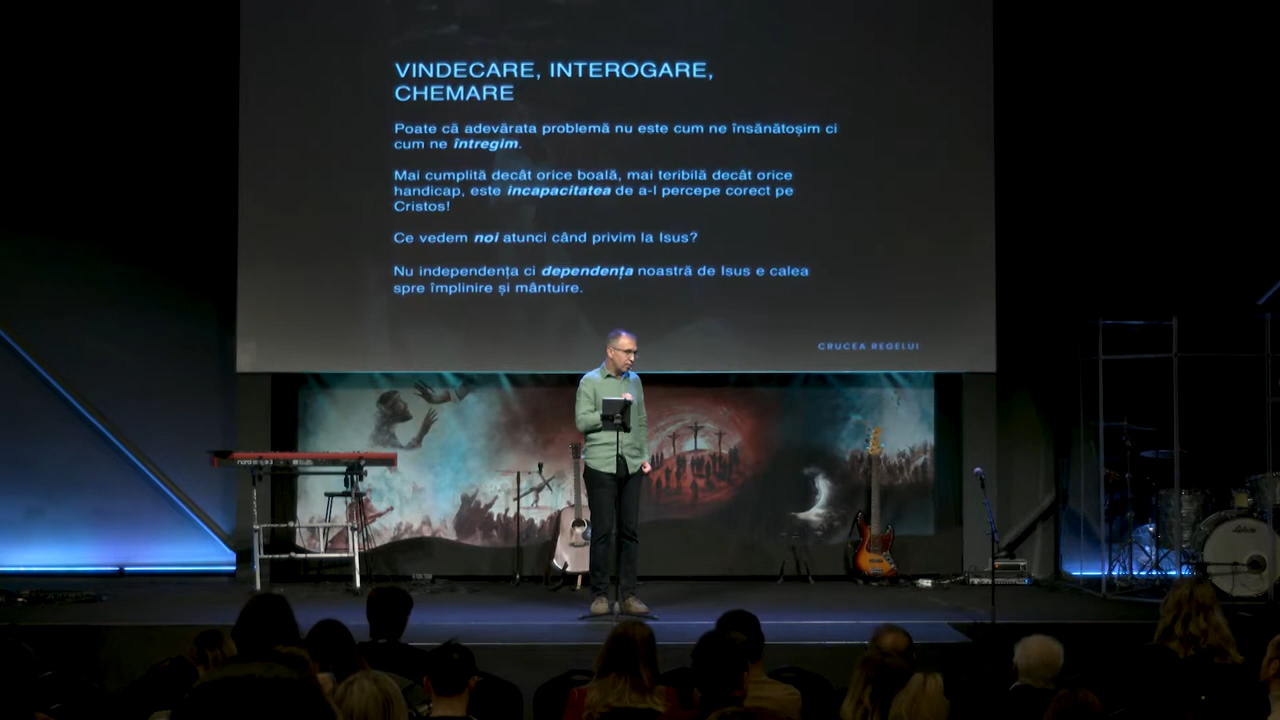 VINDECARE, INTEROGARE,
CHEMARE
Poate că adevărata problemă nu este cum ne însănătoșim ci
cum ne întregim.
Mai cumplită decât orice boală, mai teribilă decât orice
handicap, este incapacitatea de a-l percepe corect pe
Cristos!
Ce vedem noi atunci când privim la Isus?
Nu independența ci dependența noastră de Isus e calea
spre împlinire și mântuire.
CRUCEA REGELUI
nord